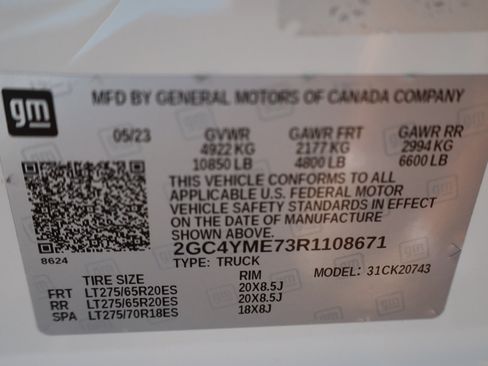 gm
MFD BY GENERAL MOTORS OF CANADA COMPANY
05/23 GVWR GAWR FRT GAWR RR
4922 KG 2177 KG 2994 KG
10850 LB 4800 LB 6600 LB
THIS VEHICLE CONFORMS TO ALL
APPLICABLE U.S. FEDERAL MOTOR
VEHICLE SAFETY STANDARDS IN EFFECT
ON THE DATE OF MANUFACTURE
SHOWN ABOVE.
8624 2GC4YME73R1108671
TYPE: TRUCK MODEL: 31CK20743
TIRE SIZE RIM
FRT LT275/65R20ES 20X8.5J
RR LT275/65R20ES 20X8.5J
SPA LT275/70R18ES 18X8J